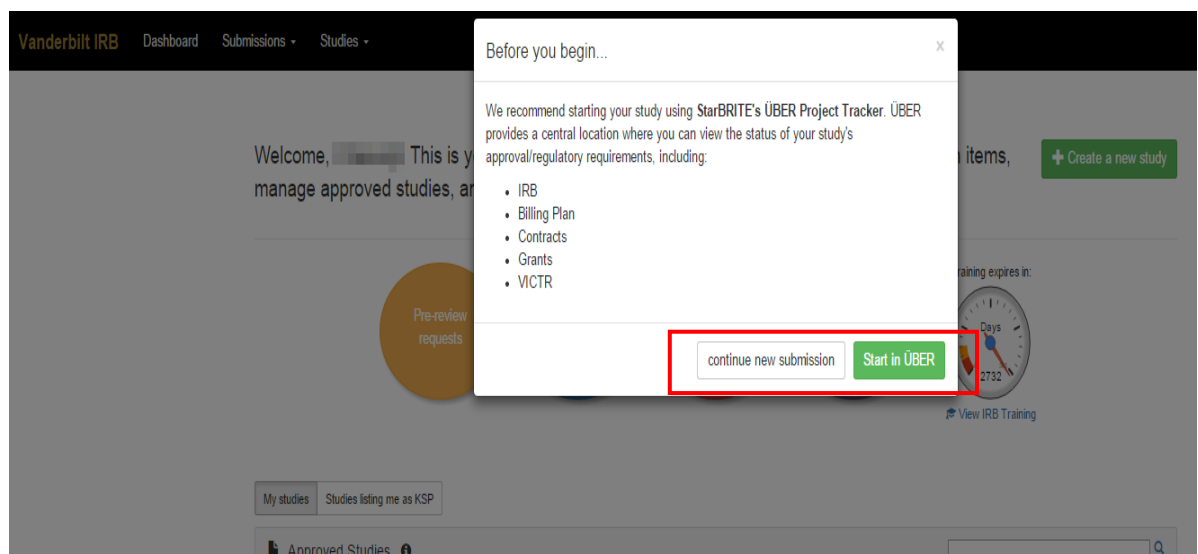 Vanderbilt IRB Dashboard Submissions Studies
Before you begin...
x
We recommend starting your study using StarBRITE's ÜBER Project Tracker. ÜBER
provides a central location where you can view the status of your study's
approval/regulatory requirements, including:
• IRB
• Billing Plan
• Contracts
• Grants
• VICTR
continue new submission Start in ÜBER
Welcome, This is y items,
manage approved studies, ar
+ Create a new study
Pre-review
requests
raining expires in:
Days
2732
View IRB Training
My studies Studies listing me as KSP
Approved Studies